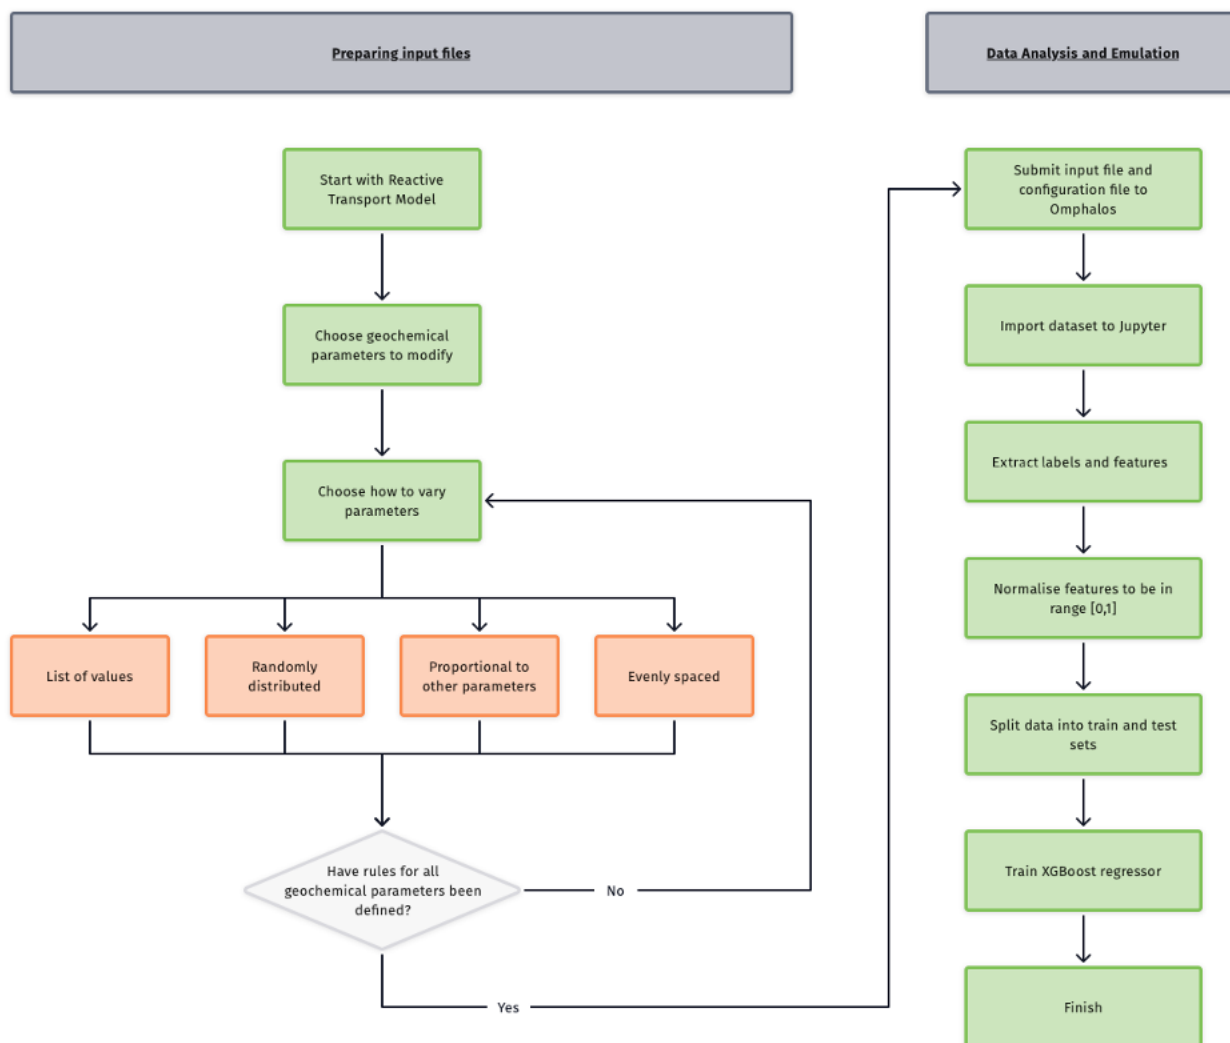 Preparing input files
Data Analysis and Emulation
Start with Reactive
Transport Model
Choose geochemical
parameters to modify
Choose how to vary
parameters
List of values
Randomly
distributed
Proportional to
other parameters
Evenly spaced
Have rules for all
geochemical parameters been
defined?
No
Yes
Submit input file and
configuration file to
Omphalos
Import dataset to Jupyter
Extract labels and features
Normalise features to be in
range [0,1]
Split data into train and test
sets
Train XGBoost regressor
Finish